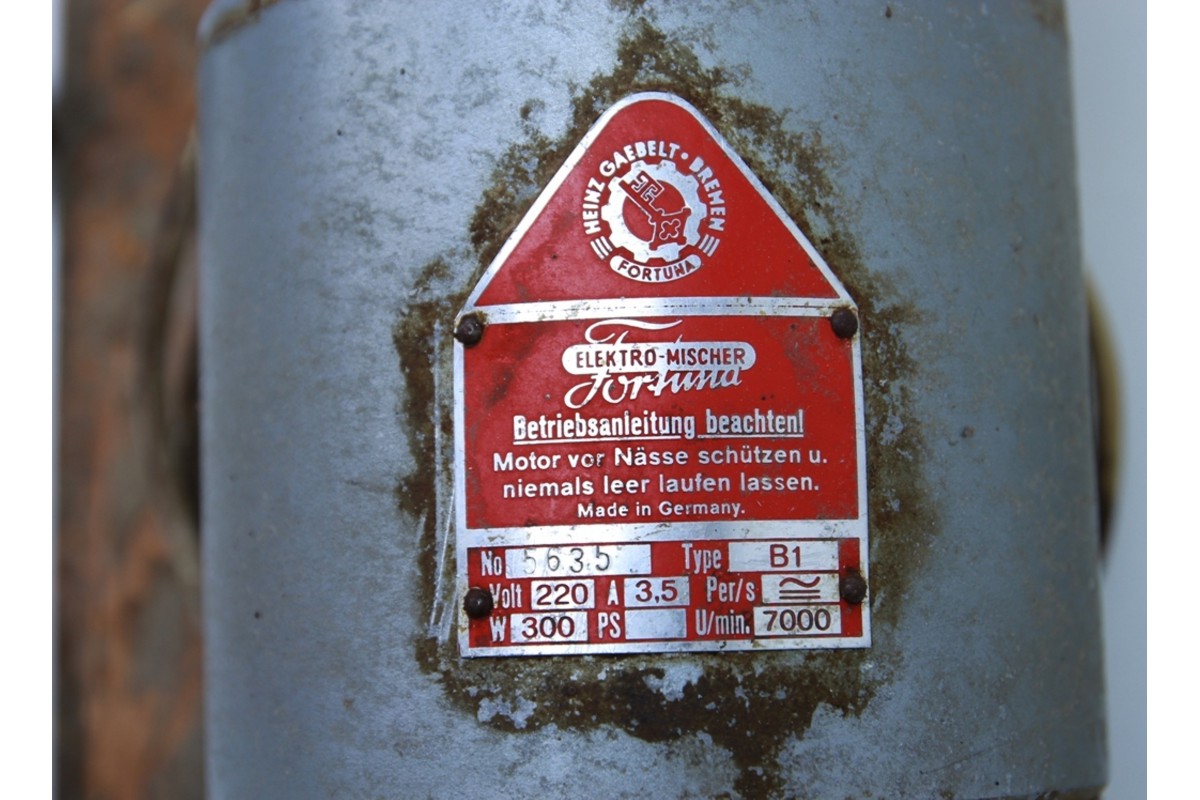 HEINZ GAEBELT · BREMEN
FORTUNA
ELEKTRO-MISCHER
Fortuna
Betriebsanleitung beachten!
Motor vor Nässe schützen u.
niemals leer laufen lassen.
Made in Germany.
No 5635 Type B1
Volt 220 A 3,5 Per/s ≂
W 300 PS U/min. 7000